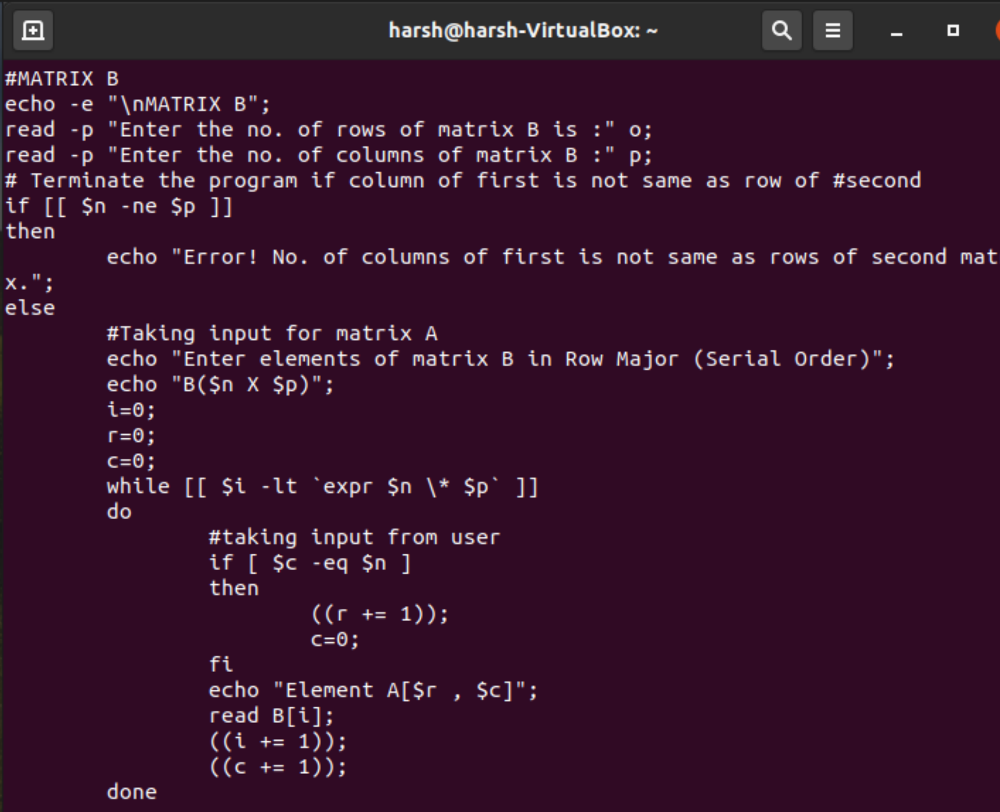 harsh@harsh-VirtualBox: ~
#MATRIX B
echo -e "\nMATRIX B";
read -p "Enter the no. of rows of matrix B is :" o;
read -p "Enter the no. of columns of matrix B :" p;
# Terminate the program if column of first is not same as row of #second
if [[ $n -ne $p ]]
then
        echo "Error! No. of columns of first is not same as rows of second mat
x.";
else
        #Taking input for matrix A
        echo "Enter elements of matrix B in Row Major (Serial Order)";
        echo "B($n X $p)";
        i=0;
        r=0;
        c=0;
        while [[ $i -lt `expr $n \* $p` ]]
        do
                #taking input from user
                if [ $c -eq $n ]
                then
                        ((r += 1));
                        c=0;
                fi
                echo "Element A[$r , $c]";
                read B[i];
                ((i += 1));
                ((c += 1));
        done